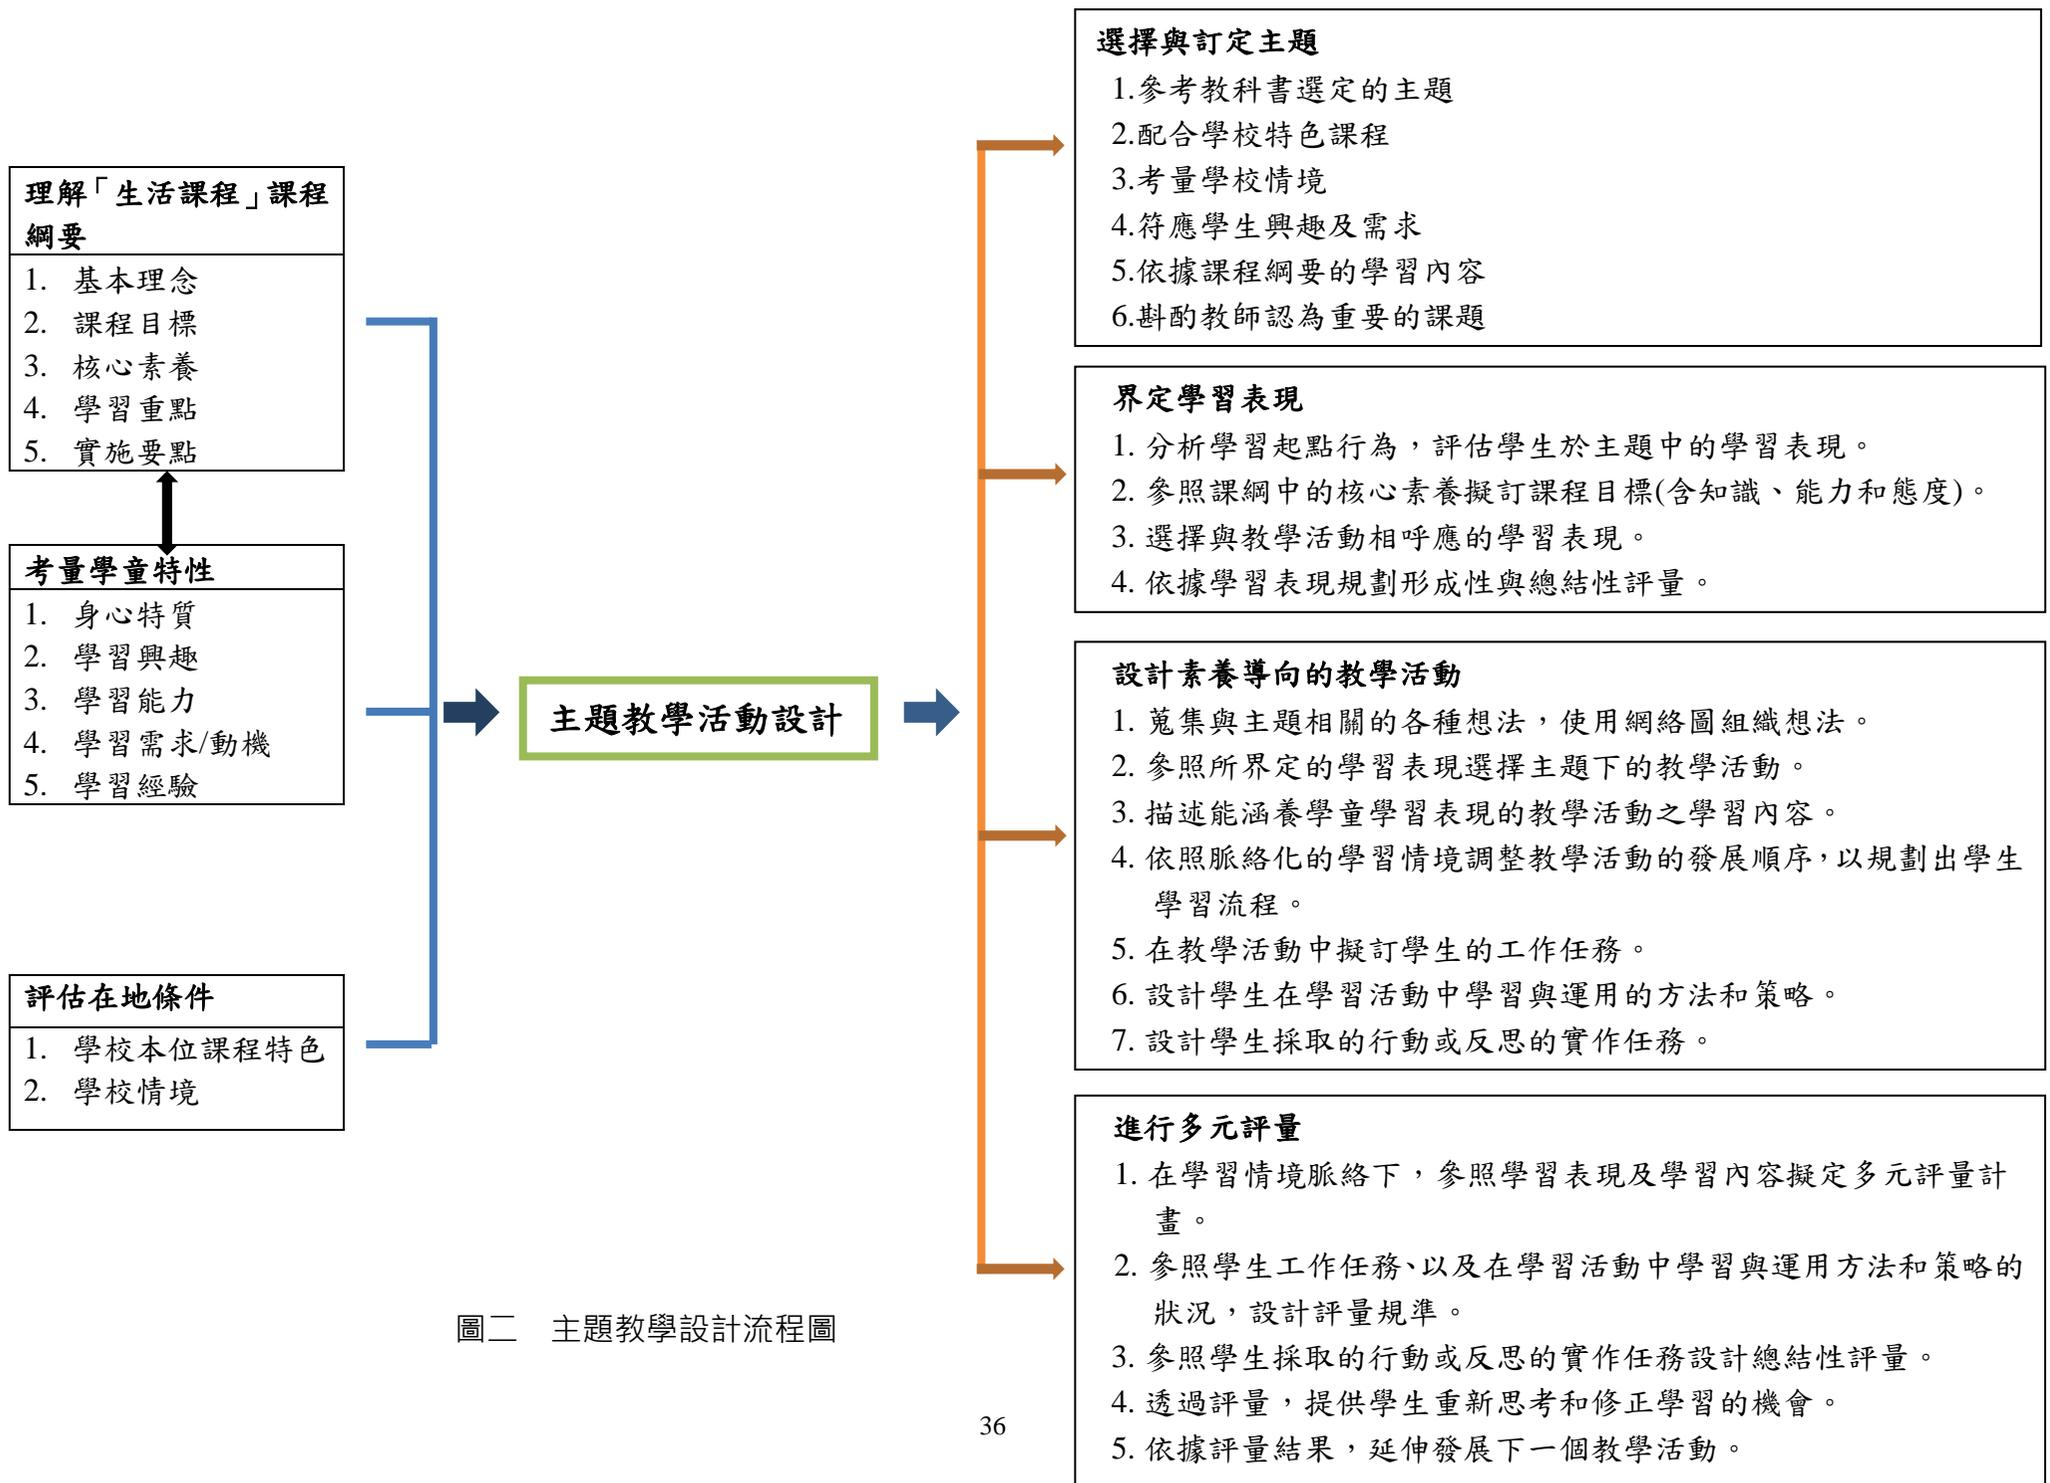 理解「生活課程」課程
綱要
1. 基本理念
2. 課程目標
3. 核心素養
4. 學習重點
5. 實施要點
考量學童特性
1. 身心特質
2. 學習興趣
3. 學習能力
4. 學習需求/動機
5. 學習經驗
評估在地條件
1. 學校本位課程特色
2. 學校情境
主題教學活動設計
選擇與訂定主題
1.參考教科書選定的主題
2.配合學校特色課程
3.考量學校情境
4.符應學生興趣及需求
5.依據課程綱要的學習內容
6.斟酌教師認為重要的課題
界定學習表現
1. 分析學習起點行為，評估學生於主題中的學習表現。
2. 參照課綱中的核心素養擬訂課程目標(含知識、能力和態度)。
3. 選擇與教學活動相呼應的學習表現。
4. 依據學習表現規劃形成性與總結性評量。
設計素養導向的教學活動
1. 蒐集與主題相關的各種想法，使用網絡圖組織想法。
2. 參照所界定的學習表現選擇主題下的教學活動。
3. 描述能涵養學童學習表現的教學活動之學習內容。
4. 依照脈絡化的學習情境調整教學活動的發展順序，以規劃出學生
學習流程。
5. 在教學活動中擬訂學生的工作任務。
6. 設計學生在學習活動中學習與運用的方法和策略。
7. 設計學生採取的行動或反思的實作任務。
進行多元評量
1. 在學習情境脈絡下，參照學習表現及學習內容擬定多元評量計
畫。
2. 參照學生工作任務、以及在學習活動中學習與運用方法和策略的
狀況，設計評量規準。
3. 參照學生採取的行動或反思的實作任務設計總結性評量。
4. 透過評量，提供學生重新思考和修正學習的機會。
5. 依據評量結果，延伸發展下一個教學活動。
圖二　主題教學設計流程圖
36